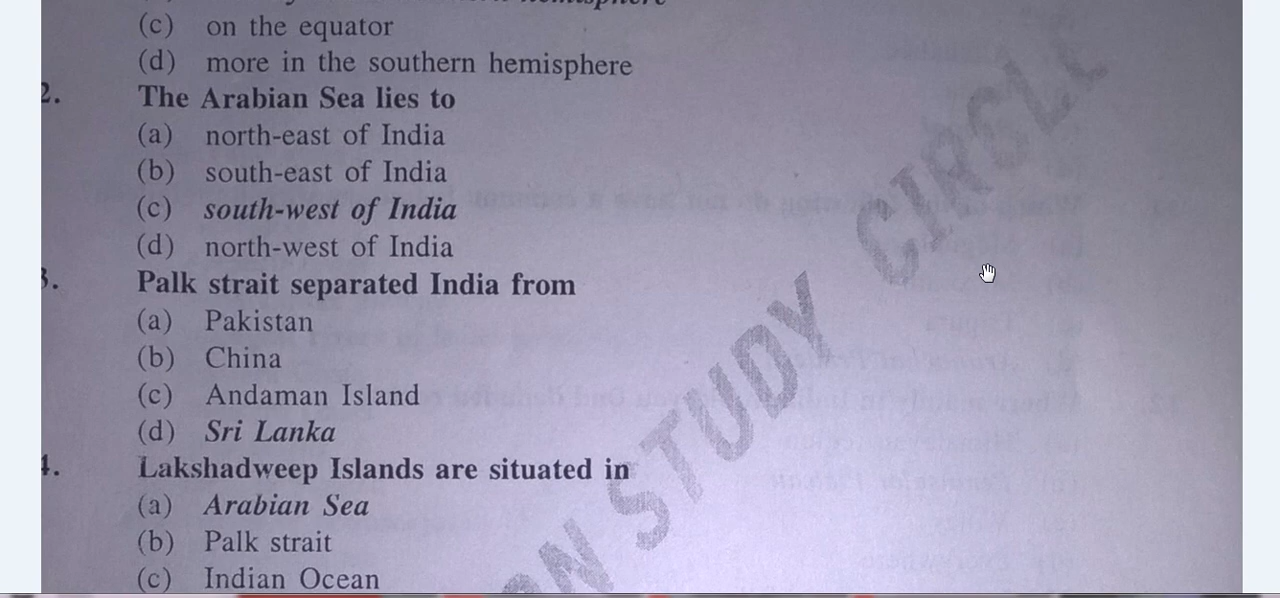 (c) on the equator
(d) more in the southern hemisphere
2. The Arabian Sea lies to
(a) north-east of India
(b) south-east of India
(c) south-west of India
(d) north-west of India
3. Palk strait separated India from
(a) Pakistan
(b) China
(c) Andaman Island
(d) Sri Lanka
4. Lakshadweep Islands are situated in
(a) Arabian Sea
(b) Palk strait
(c) Indian Ocean
STUDY CIRCLE